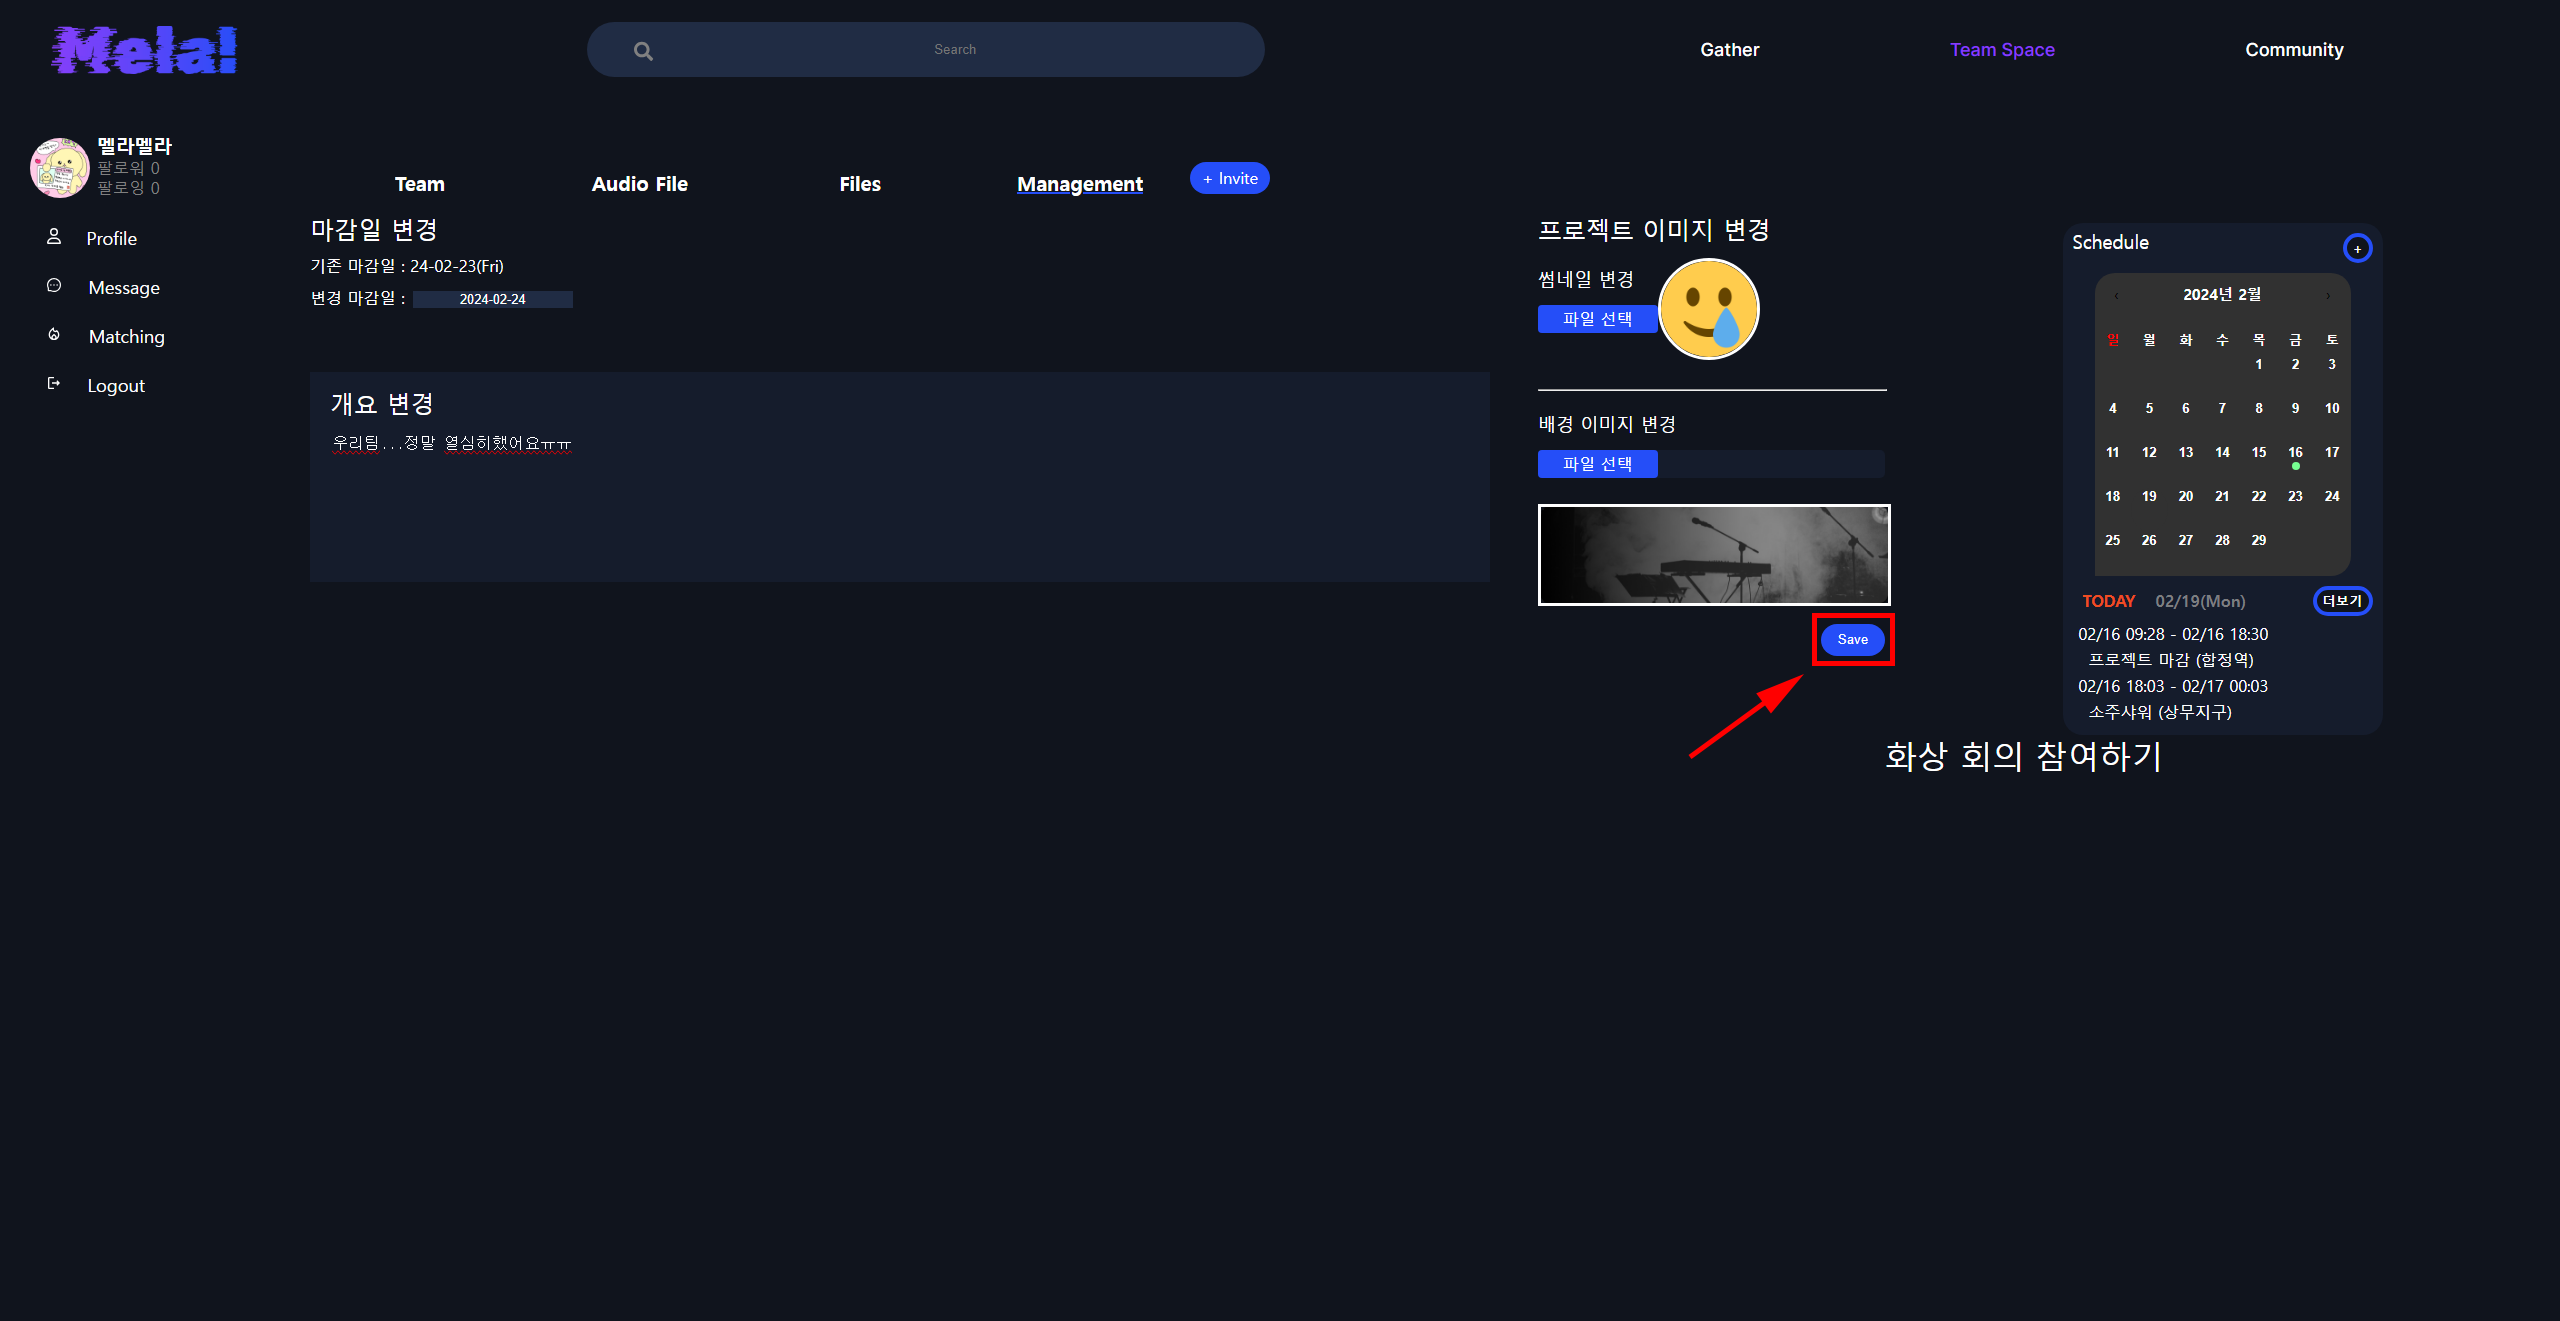 Mela!
Search
Gather
Team Space
Community
멜라멜라
팔로워 0
팔로잉 0
Profile
Message
Matching
Logout
Team
Audio File
Files
Management
+ Invite
마감일 변경
기존 마감일 : 24-02-23(Fri)
변경 마감일 : 2024-02-24
개요 변경
우리팀...정말 열심히했어요ㅠㅠ
프로젝트 이미지 변경
썸네일 변경
파일 선택
배경 이미지 변경
파일 선택
Save
Schedule
+
‹ 2024년 2월 ›
일 월 화 수 목 금 토
1 2 3
4 5 6 7 8 9 10
11 12 13 14 15 16 17
18 19 20 21 22 23 24
25 26 27 28 29
TODAY 02/19(Mon) 더보기
02/16 09:28 - 02/16 18:30
프로젝트 마감 (합정역)
02/16 18:03 - 02/17 00:03
소주샤워 (상무지구)
화상 회의 참여하기